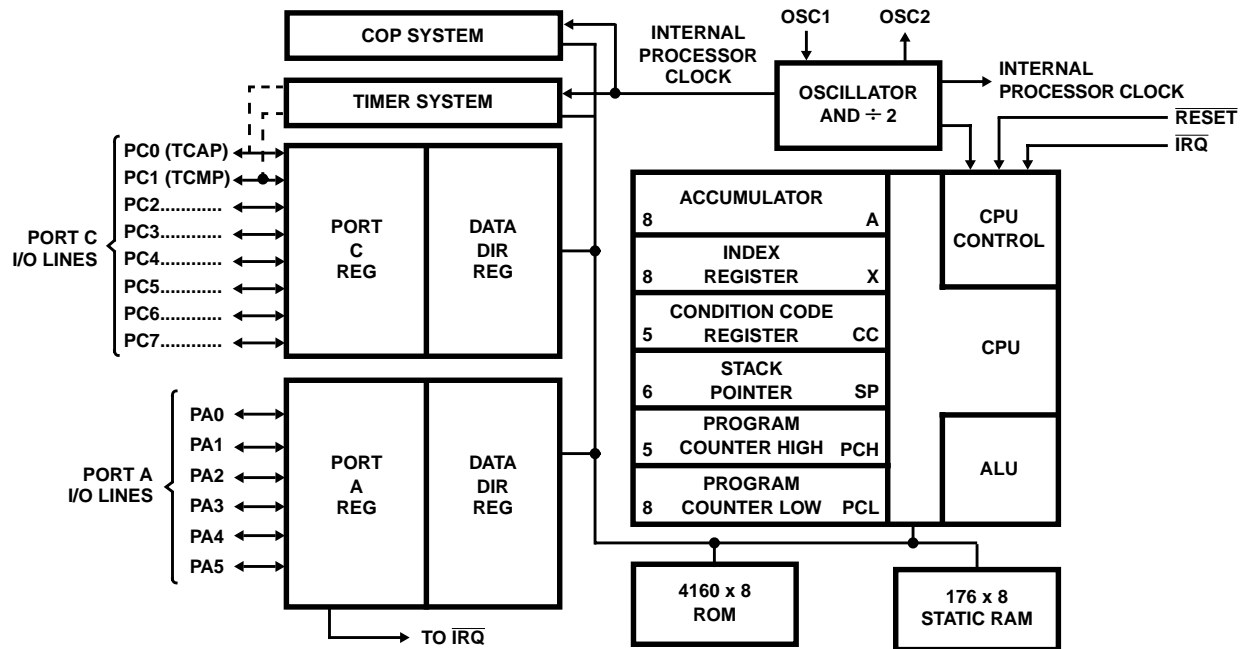 COP SYSTEM
TIMER SYSTEM
INTERNAL
PROCESSOR
CLOCK
OSC1
OSC2
OSCILLATOR
AND ÷ 2
INTERNAL
PROCESSOR CLOCK
RESET
IRQ
PORT C
I/O LINES
PC0 (TCAP)
PC1 (TCMP)
PC2............
PC3............
PC4............
PC5............
PC6............
PC7............
PORT
C
REG
DATA
DIR
REG
PORT A
I/O LINES
PA0
PA1
PA2
PA3
PA4
PA5
PORT
A
REG
DATA
DIR
REG
TO IRQ
ACCUMULATOR
8 A
INDEX
8 REGISTER X
CONDITION CODE
5 REGISTER CC
STACK
6 POINTER SP
PROGRAM
5 COUNTER HIGH PCH
PROGRAM
8 COUNTER LOW PCL
CPU
CONTROL
CPU
ALU
4160 x 8
ROM
176 x 8
STATIC RAM